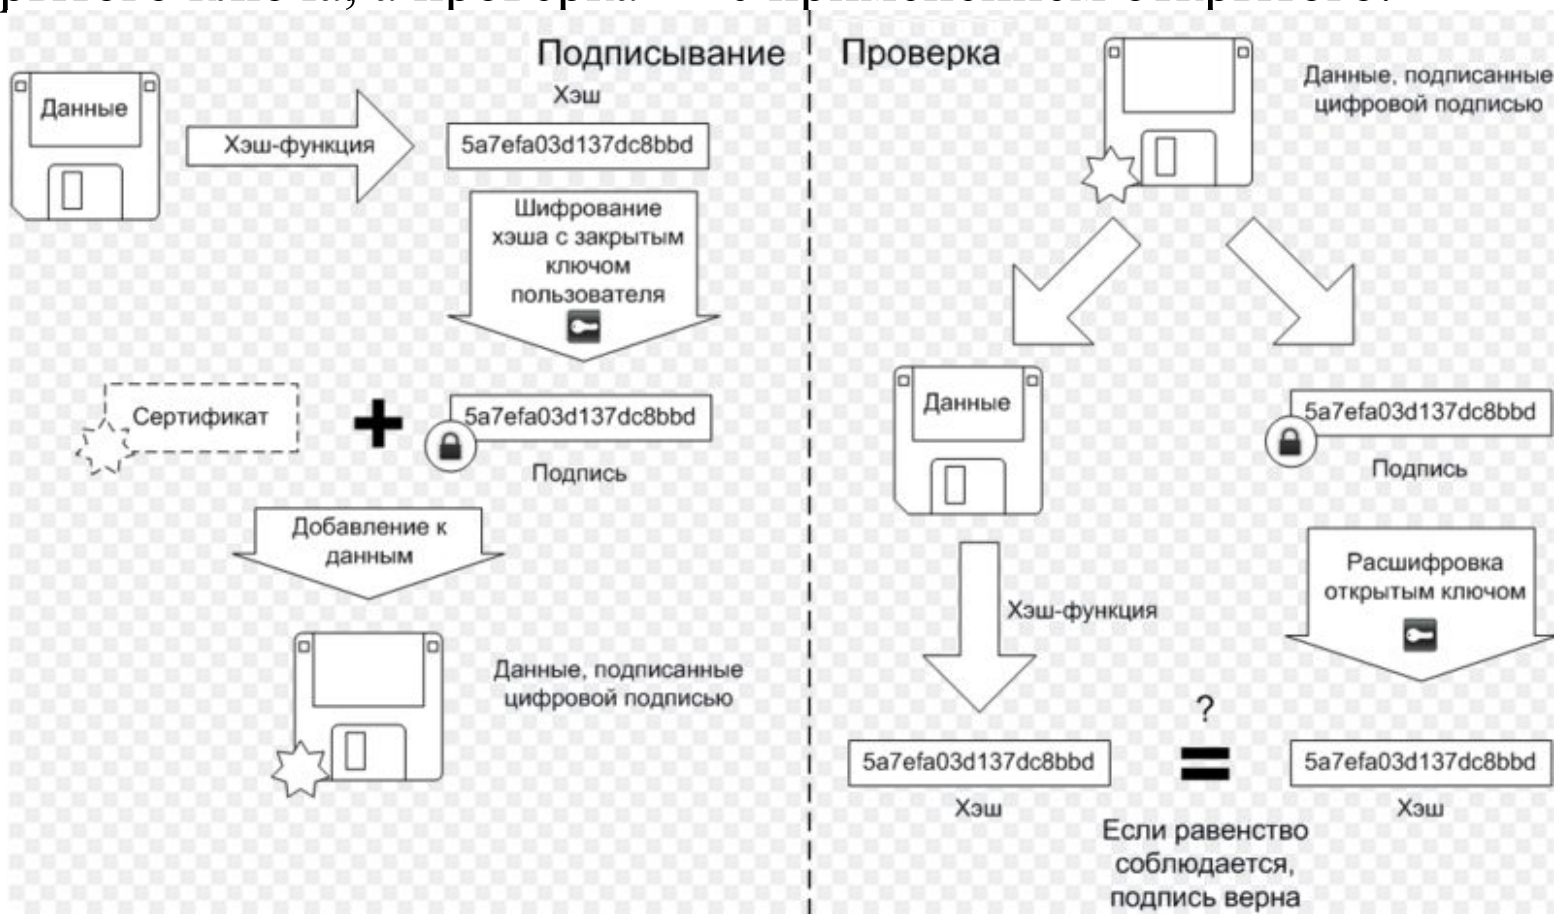 Подписывание
Данные
Хэш-функция
Хэш
5a7efa03d137dc8bbd
Шифрование
хэша с закрытым
ключом
пользователя
Сертификат
5a7efa03d137dc8bbd
Подпись
Добавление к
данным
Данные, подписанные
цифровой подписью
Проверка
Данные, подписанные
цифровой подписью
Данные
5a7efa03d137dc8bbd
Подпись
Хэш-функция
Расшифровка
открытым ключом
5a7efa03d137dc8bbd
Хэш
?
=
5a7efa03d137dc8bbd
Хэш
Если равенство
соблюдается,
подпись верна